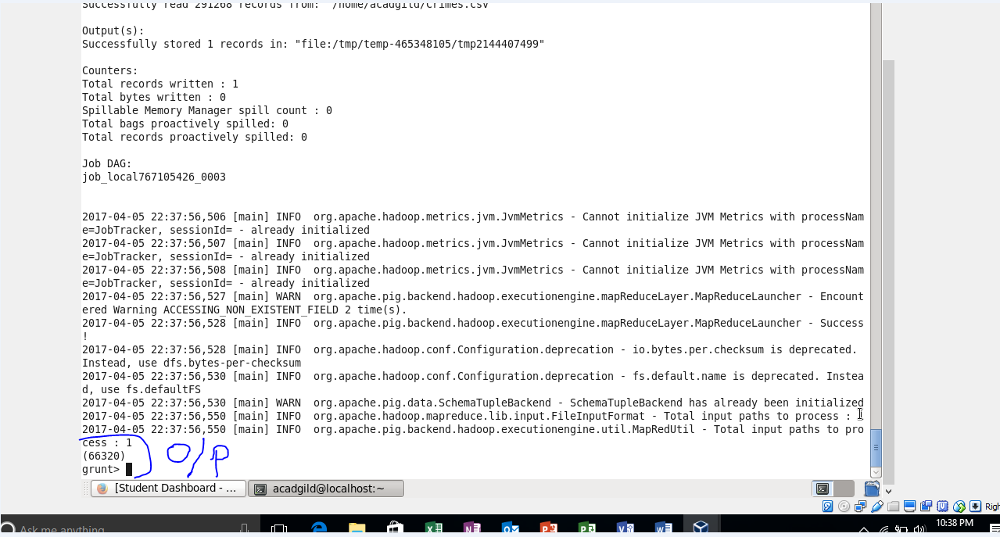 Successfully read 291268 records from: "/home/acadgild/Crimes.csv"
Output(s):
Successfully stored 1 records in: "file:/tmp/temp-465348105/tmp2144407499"
Counters:
Total records written : 1
Total bytes written : 0
Spillable Memory Manager spill count : 0
Total bags proactively spilled: 0
Total records proactively spilled: 0
Job DAG:
job_local767105426_0003
2017-04-05 22:37:56,506 [main] INFO  org.apache.hadoop.metrics.jvm.JvmMetrics - Cannot initialize JVM Metrics with processNam
e=JobTracker, sessionId= - already initialized
2017-04-05 22:37:56,507 [main] INFO  org.apache.hadoop.metrics.jvm.JvmMetrics - Cannot initialize JVM Metrics with processNam
e=JobTracker, sessionId= - already initialized
2017-04-05 22:37:56,508 [main] INFO  org.apache.hadoop.metrics.jvm.JvmMetrics - Cannot initialize JVM Metrics with processNam
e=JobTracker, sessionId= - already initialized
2017-04-05 22:37:56,527 [main] WARN  org.apache.pig.backend.hadoop.executionengine.mapReduceLayer.MapReduceLauncher - Encount
ered Warning ACCESSING_NON_EXISTENT_FIELD 2 time(s).
2017-04-05 22:37:56,528 [main] INFO  org.apache.pig.backend.hadoop.executionengine.mapReduceLayer.MapReduceLauncher - Success
!
2017-04-05 22:37:56,528 [main] INFO  org.apache.hadoop.conf.Configuration.deprecation - io.bytes.per.checksum is deprecated.
Instead, use dfs.bytes-per-checksum
2017-04-05 22:37:56,530 [main] INFO  org.apache.hadoop.conf.Configuration.deprecation - fs.default.name is deprecated. Instea
d, use fs.defaultFS
2017-04-05 22:37:56,530 [main] WARN  org.apache.pig.data.SchemaTupleBackend - SchemaTupleBackend has already been initialized
2017-04-05 22:37:56,550 [main] INFO  org.apache.hadoop.mapreduce.lib.input.FileInputFormat - Total input paths to process :
2017-04-05 22:37:56,550 [main] INFO  org.apache.pig.backend.hadoop.executionengine.util.MapRedUtil - Total input paths to pro
cess : 1
(66320)
O/P
grunt>
[Student Dashboard - ...
acadgild@localhost:~
Ask me anything
10:38 PM